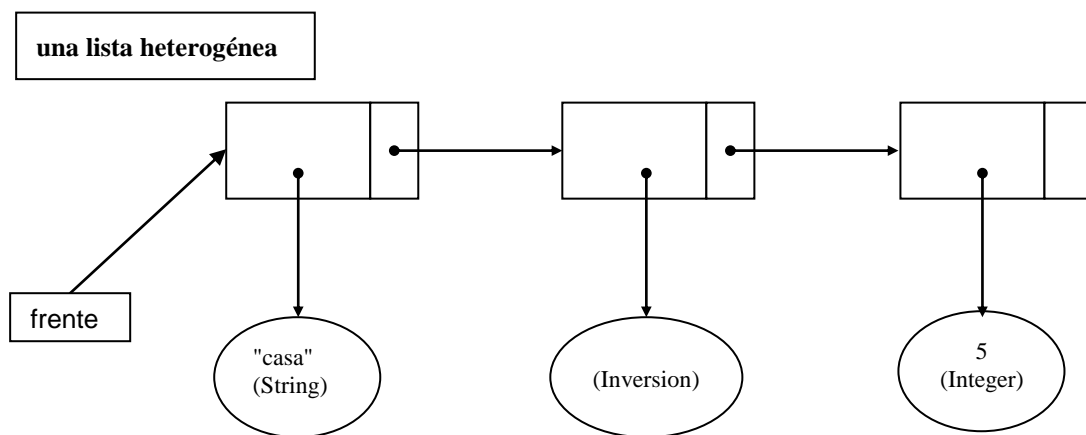 una lista heterogénea
frente
"casa"
(String)
(Inversion)
5
(Integer)